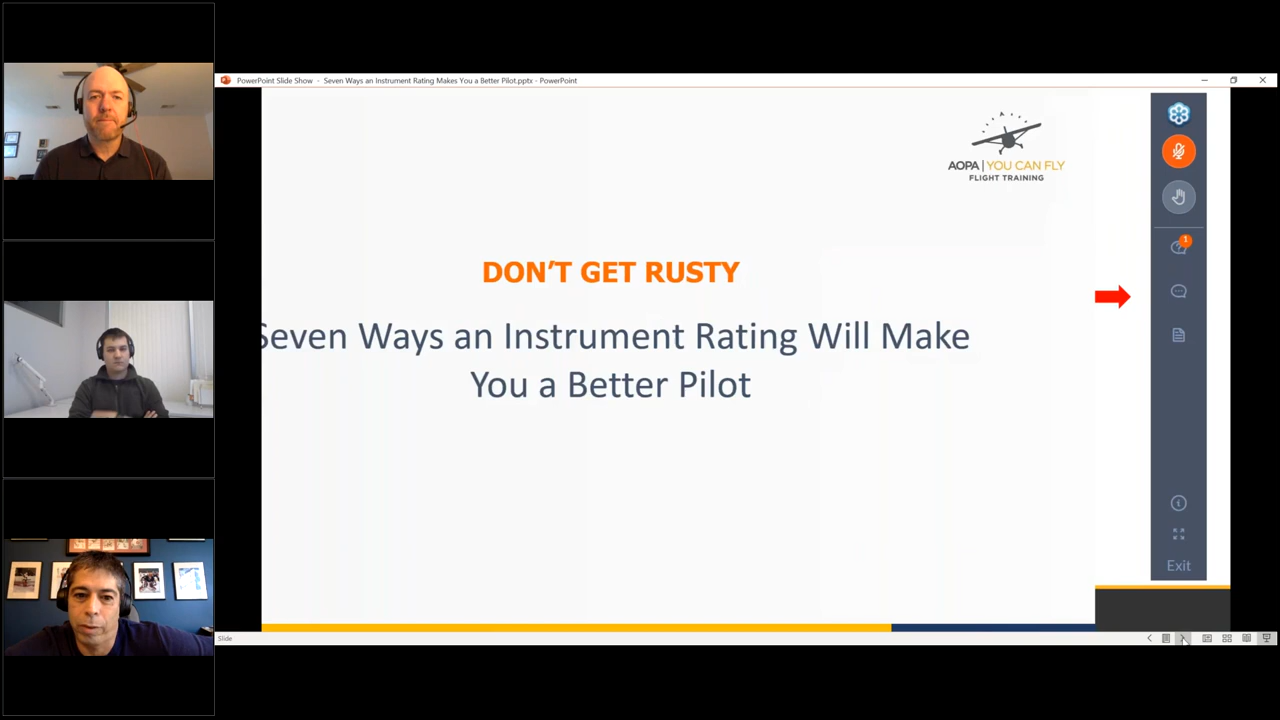 PowerPoint Slide Show - Seven Ways an Instrument Rating Makes You a Better Pilot.pptx - PowerPoint
AOPA | YOU CAN FLY
FLIGHT TRAINING
DON'T GET RUSTY
Seven Ways an Instrument Rating Will Make
You a Better Pilot
1
Exit
Slide